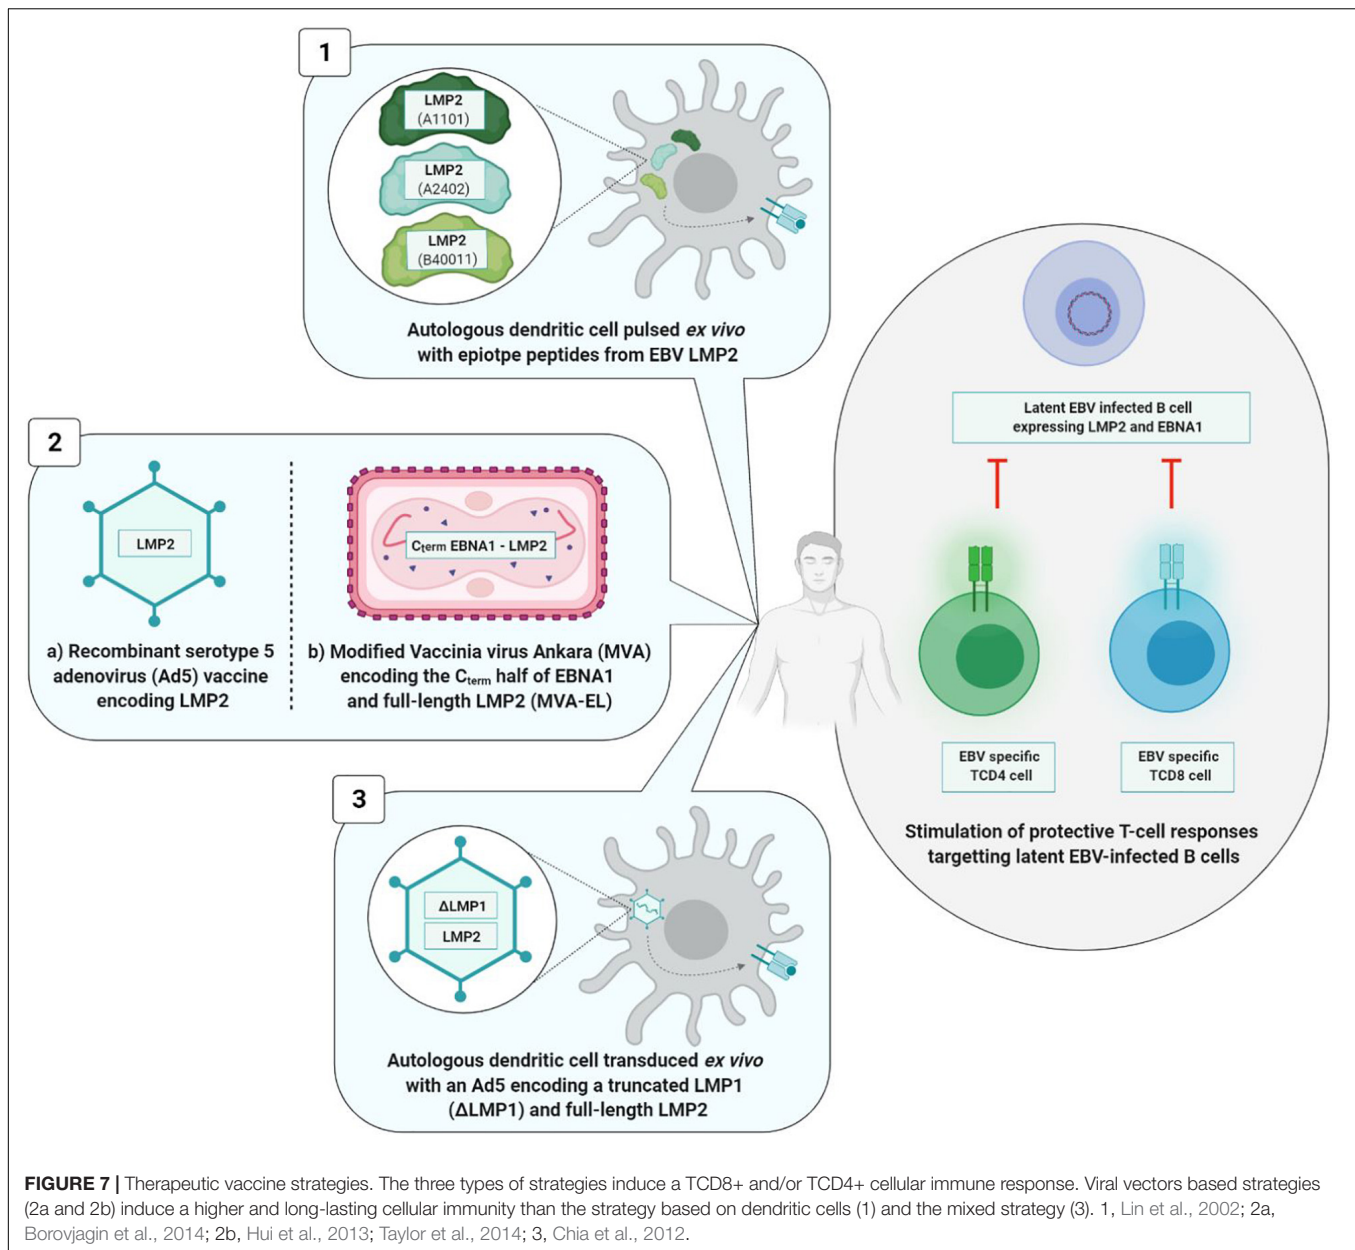 1
LMP2
(A1101)
LMP2
(A2402)
LMP2
(B40011)
Autologous dendritic cell pulsed ex vivo
with epiotpe peptides from EBV LMP2
2
LMP2
a) Recombinant serotype 5
adenovirus (Ad5) vaccine
encoding LMP2
Cterm EBNA1 - LMP2
b) Modified Vaccinia virus Ankara (MVA)
encoding the Cterm half of EBNA1
and full-length LMP2 (MVA-EL)
3
ΔLMP1
LMP2
Autologous dendritic cell transduced ex vivo
with an Ad5 encoding a truncated LMP1
(ΔLMP1) and full-length LMP2
Latent EBV infected B cell
expressing LMP2 and EBNA1
EBV specific
TCD4 cell
EBV specific
TCD8 cell
Stimulation of protective T-cell responses
targetting latent EBV-infected B cells
FIGURE 7 | Therapeutic vaccine strategies. The three types of strategies induce a TCD8+ and/or TCD4+ cellular immune response. Viral vectors based strategies
(2a and 2b) induce a higher and long-lasting cellular immunity than the strategy based on dendritic cells (1) and the mixed strategy (3). 1, Lin et al., 2002; 2a,
Borovjagin et al., 2014; 2b, Hui et al., 2013; Taylor et al., 2014; 3, Chia et al., 2012.